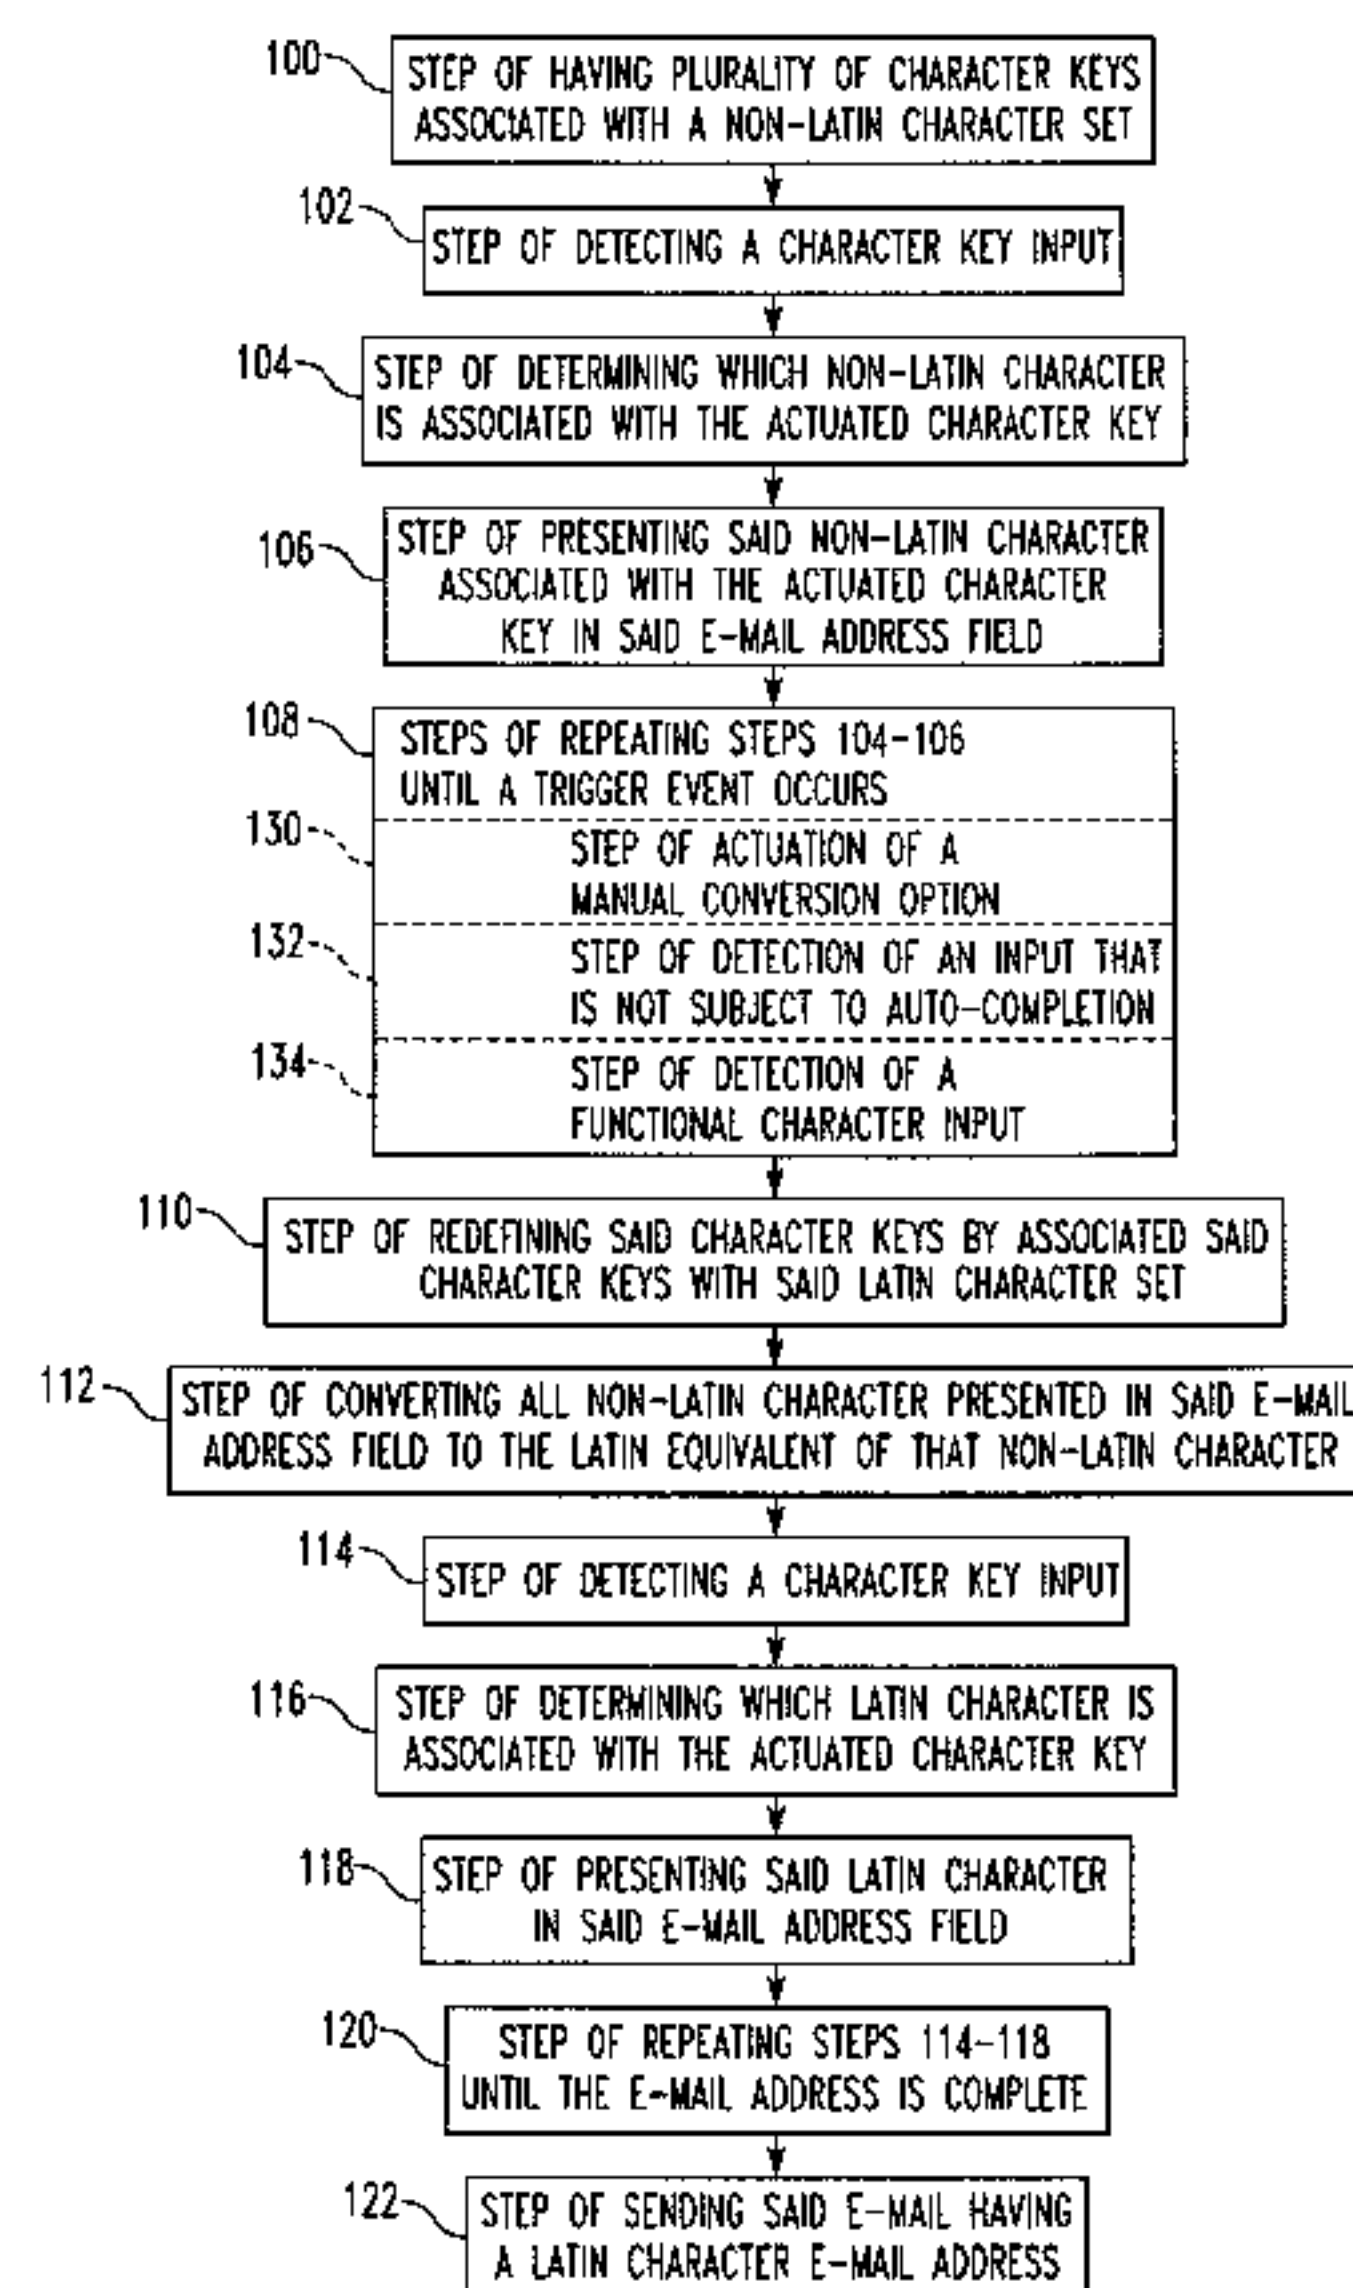 100
STEP OF HAVING PLURALITY OF CHARACTER KEYS
ASSOCIATED WITH A NON-LATIN CHARACTER SET
102
STEP OF DETECTING A CHARACTER KEY INPUT
104
STEP OF DETERMINING WHICH NON-LATIN CHARACTER
IS ASSOCIATED WITH THE ACTUATED CHARACTER KEY
106
STEP OF PRESENTING SAID NON-LATIN CHARACTER
ASSOCIATED WITH THE ACTUATED CHARACTER
KEY IN SAID E-MAIL ADDRESS FIELD
108
STEPS OF REPEATING STEPS 104-106
UNTIL A TRIGGER EVENT OCCURS
130
STEP OF ACTUATION OF A
MANUAL CONVERSION OPTION
132
STEP OF DETECTION OF AN INPUT THAT
IS NOT SUBJECT TO AUTO-COMPLETION
134
STEP OF DETECTION OF A
FUNCTIONAL CHARACTER INPUT
110
STEP OF REDEFINING SAID CHARACTER KEYS BY ASSOCIATED SAID
CHARACTER KEYS WITH SAID LATIN CHARACTER SET
112
STEP OF CONVERTING ALL NON-LATIN CHARACTER PRESENTED IN SAID E-MAIL
ADDRESS FIELD TO THE LATIN EQUIVALENT OF THAT NON-LATIN CHARACTER
114
STEP OF DETECTING A CHARACTER KEY INPUT
116
STEP OF DETERMINING WHICH LATIN CHARACTER IS
ASSOCIATED WITH THE ACTUATED CHARACTER KEY
118
STEP OF PRESENTING SAID LATIN CHARACTER
IN SAID E-MAIL ADDRESS FIELD
120
STEP OF REPEATING STEPS 114-118
UNTIL THE E-MAIL ADDRESS IS COMPLETE
122
STEP OF SENDING SAID E-MAIL HAVING
A LATIN CHARACTER E-MAIL ADDRESS